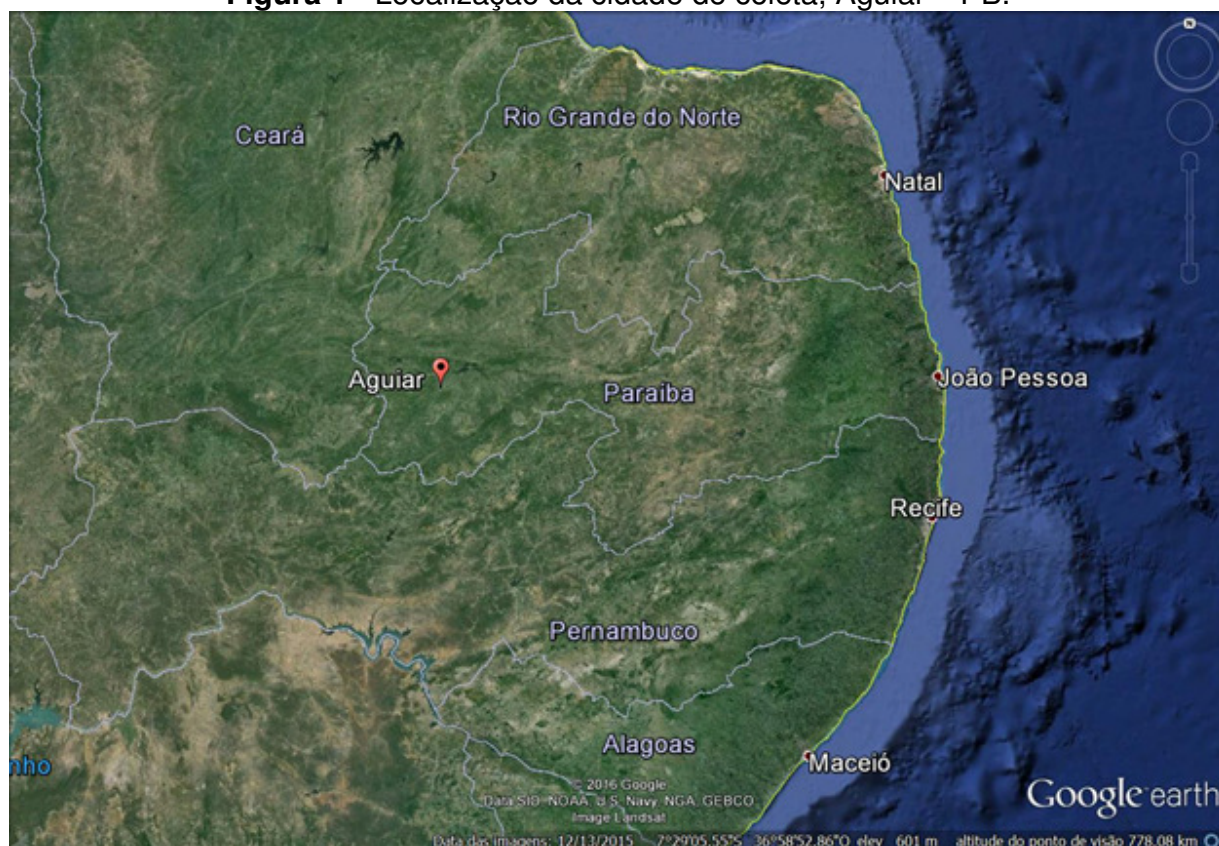 Figura 1 - Localização da cidade de coleta, Aguiar – PB.
Rio Grande do Norte
Ceará
Natal
Aguiar
Paraíba
João Pessoa
Recife
Pernambuco
Alagoas
Maceió
nho
© 2016 Google
Data SIO, NOAA, U.S. Navy, NGA, GEBCO
Image Landsat
Google earth
Data das imagens: 12/13/2015 7°29'05.55"S 36°58'52.86"O elev 601 m altitude do ponto de visão 778.08 km